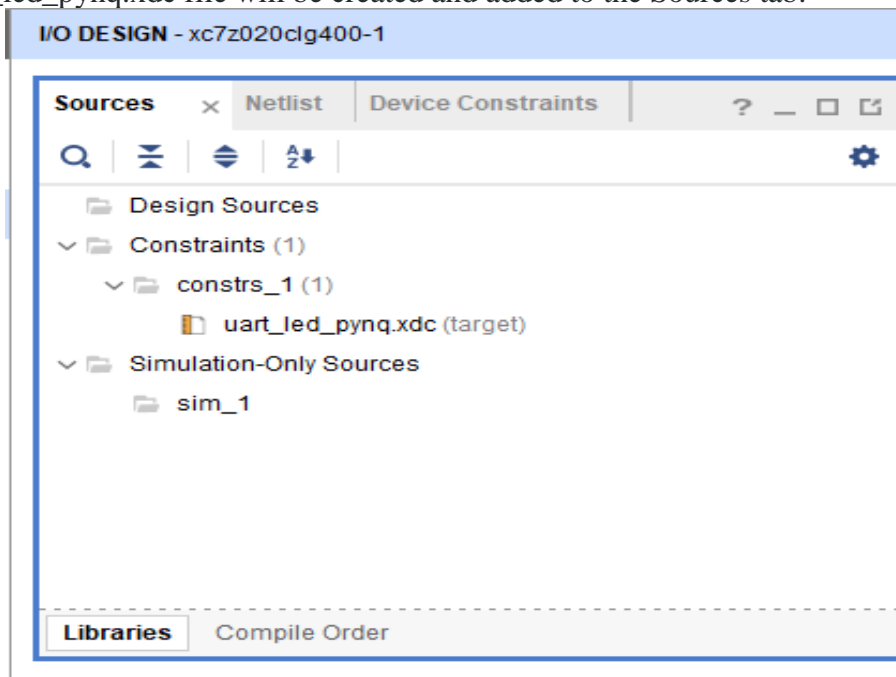 led_pynq.xdc file will be created and added to the Sources tab.
I/O DESIGN - xc7z020clg400-1
Sources × Netlist Device Constraints ? _
A
Z
Design Sources
Constraints (1)
constrs_1 (1)
uart_led_pynq.xdc (target)
Simulation-Only Sources
sim_1
Libraries Compile Order